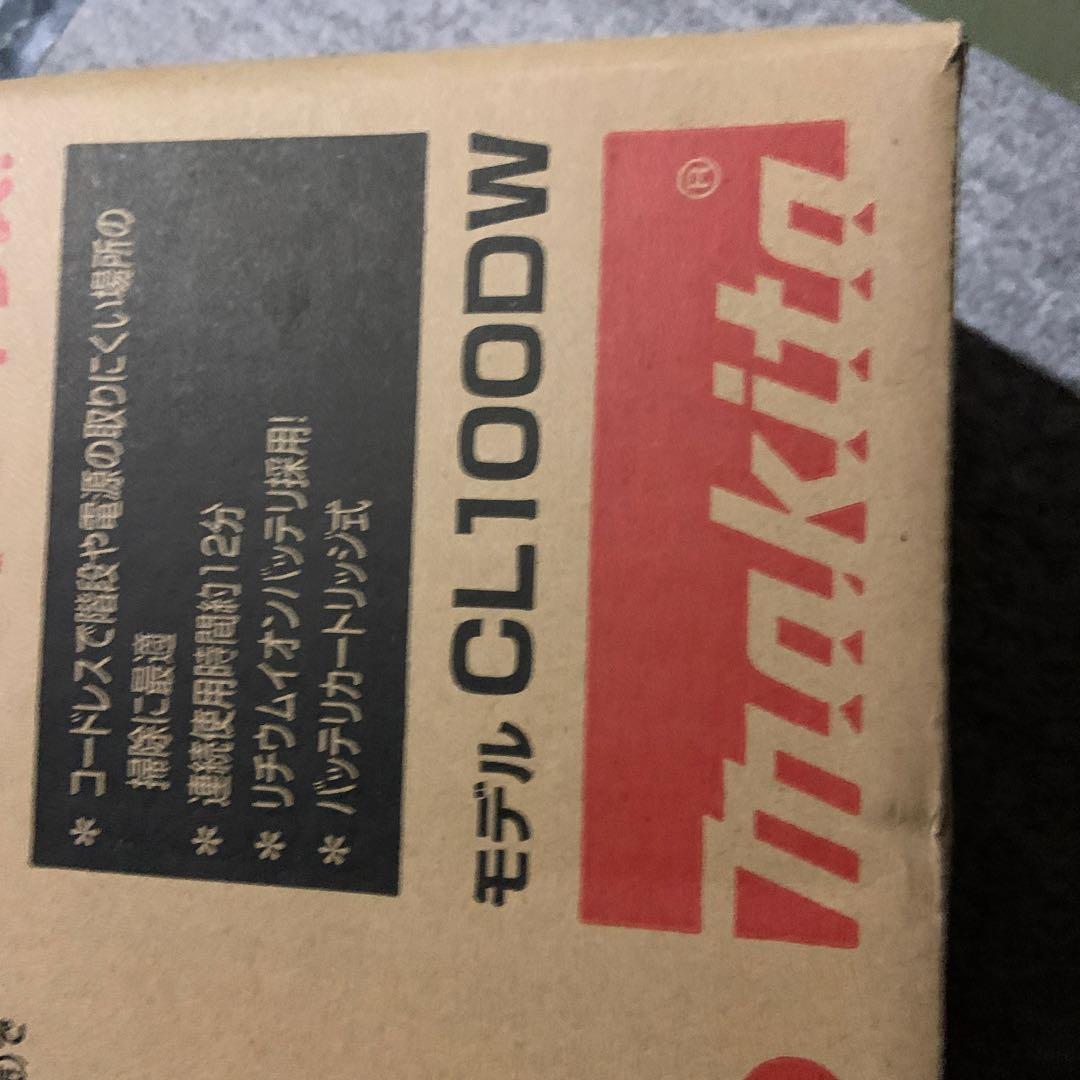 makita®
モデル CL100DW
* コードレスで階段や電源の取りにくい場所の
掃除に最適
* 連続使用時間約12分
* リチウムイオンバッテリ採用!
* バッテリカートリッジ式